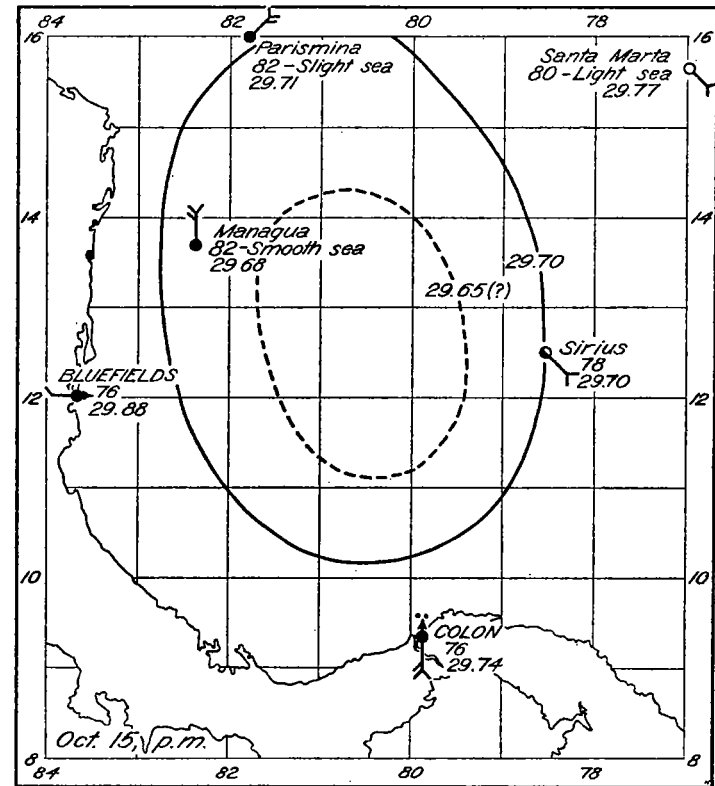 84 82 80 78
16
Parismina
82-Slight sea
29.71
Santa Marta
80-Light sea
29.77
14
Managua
82-Smooth sea
29.68
29.65(?)
29.70
14
Sirius
78
29.70
12
BLUEFIELDS
76
29.88
12
10
10
COLON
76
29.74
Oct. 15, p.m.
8
8
84 82 80 78
16